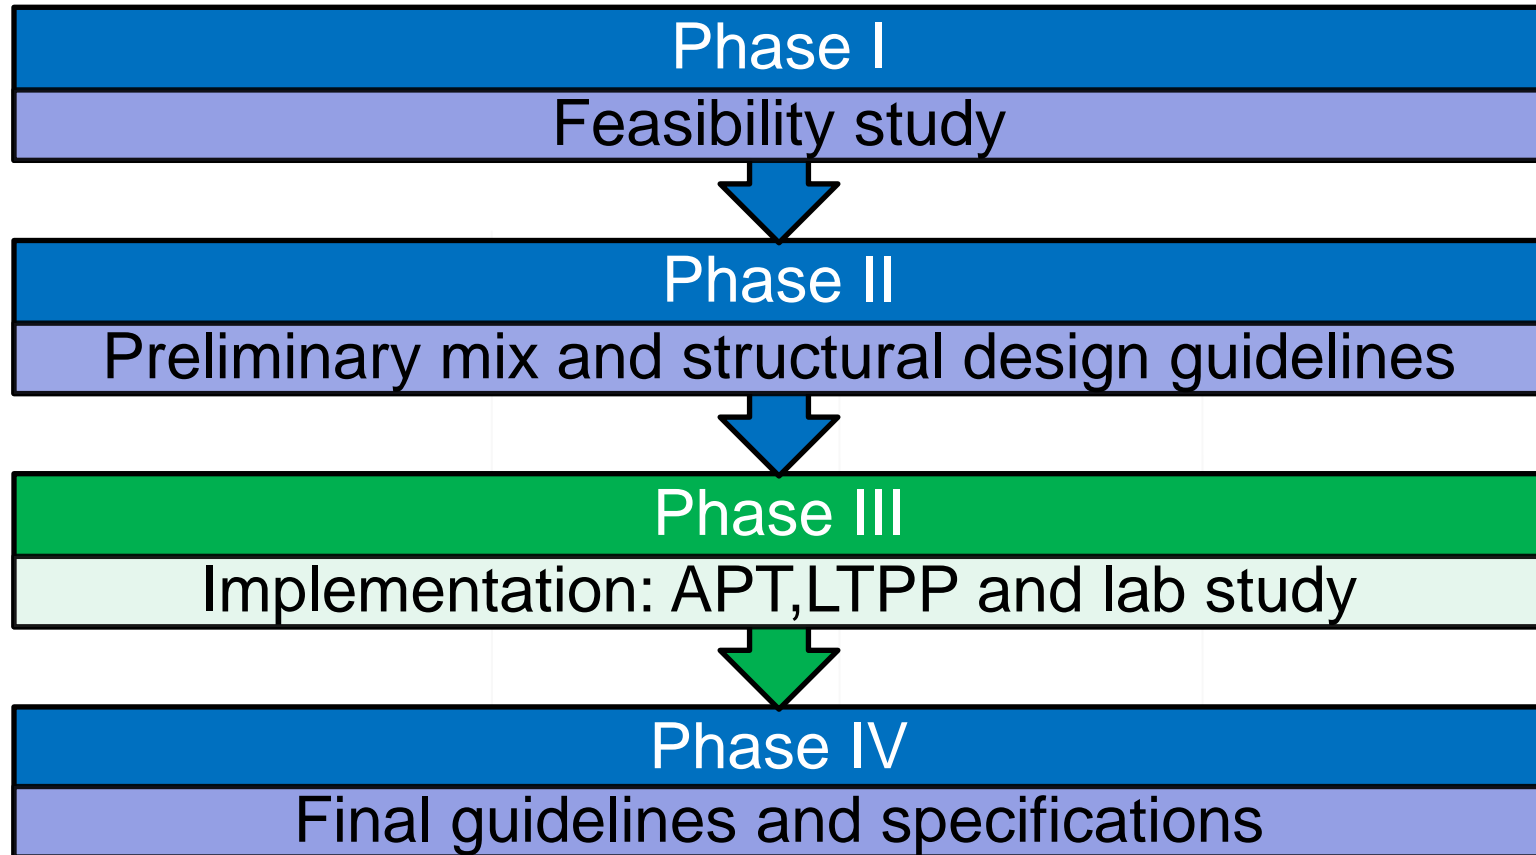 Phase I
Feasibility study
Phase II
Preliminary mix and structural design guidelines
Phase III
Implementation: APT,LTPP and lab study
Phase IV
Final guidelines and specifications